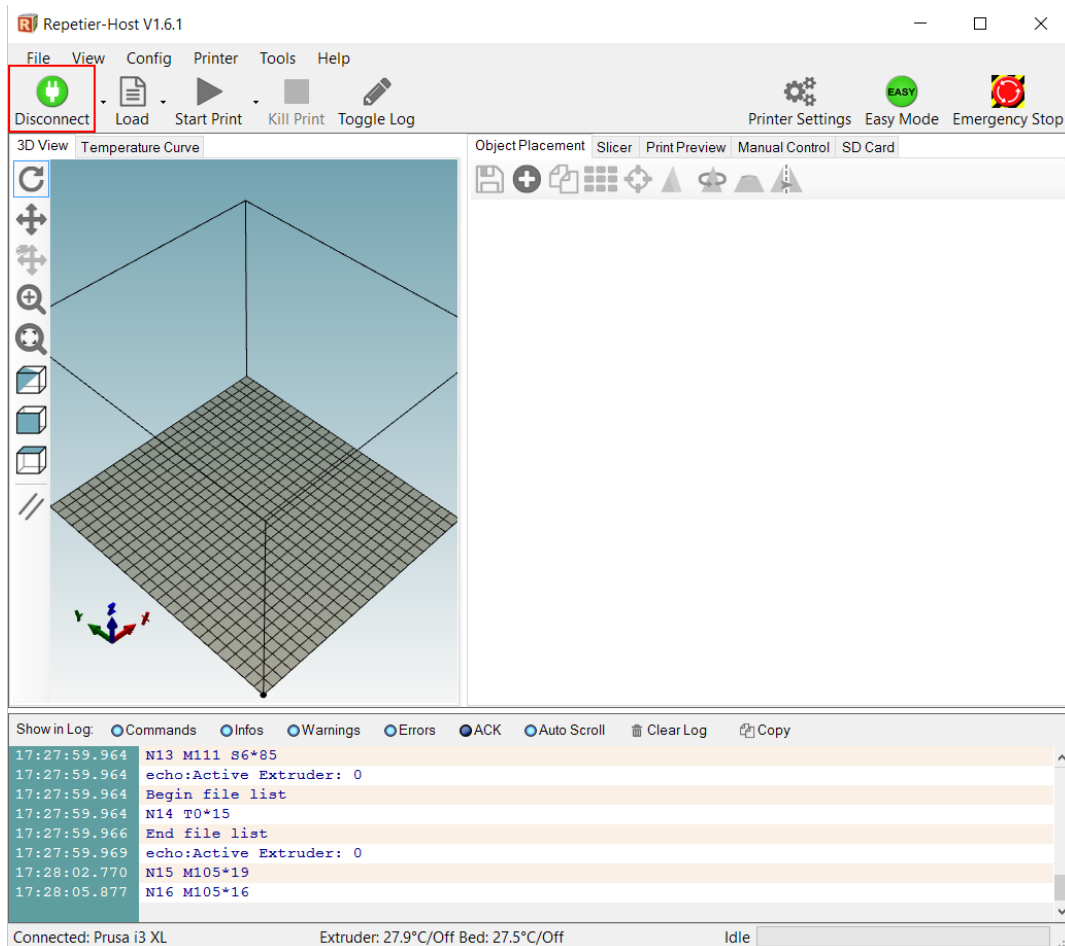 Repetier-Host V1.6.1
File View Config Printer Tools Help
Disconnect Load Start Print Kill Print Toggle Log Printer Settings EASY Easy Mode Emergency Stop
3D View Temperature Curve Object Placement Slicer Print Preview Manual Control SD Card
Y Z X
Show in Log: Commands Infos Warnings Errors ACK Auto Scroll Clear Log Copy
17:27:59.964 N13 M111 S6*85
17:27:59.964 echo:Active Extruder: 0
17:27:59.964 Begin file list
17:27:59.964 N14 T0*15
17:27:59.966 End file list
17:27:59.969 echo:Active Extruder: 0
17:28:02.770 N15 M105*19
17:28:05.877 N16 M105*16
Connected: Prusa i3 XL Extruder: 27.9°C/Off Bed: 27.5°C/Off Idle